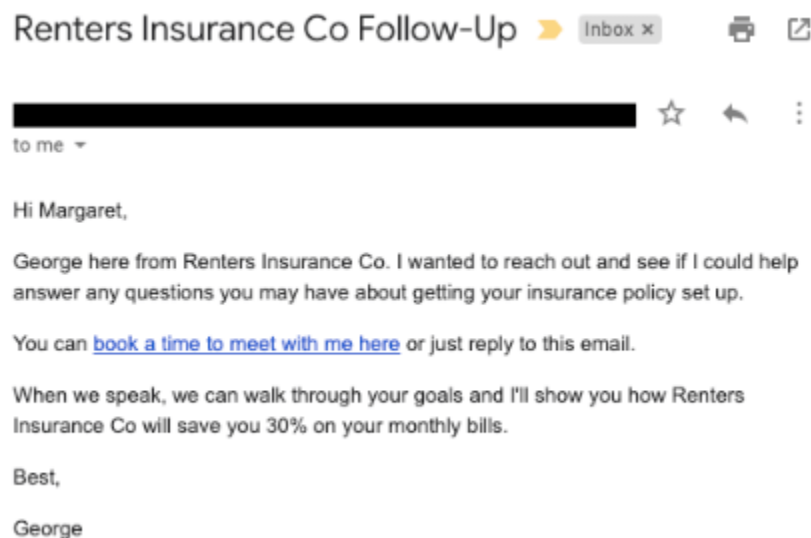 Renters Insurance Co Follow-Up Inbox ×
to me
Hi Margaret,
George here from Renters Insurance Co. I wanted to reach out and see if I could help
answer any questions you may have about getting your insurance policy set up.
You can book a time to meet with me here or just reply to this email.
When we speak, we can walk through your goals and I'll show you how Renters
Insurance Co will save you 30% on your monthly bills.
Best,
George